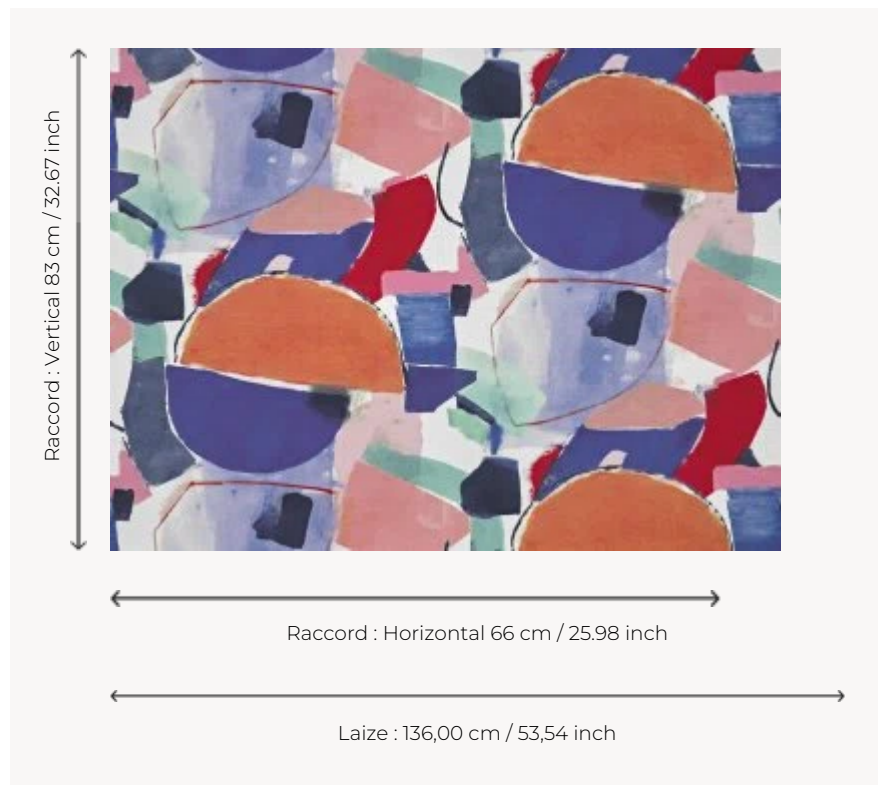 Raccord : Vertical 83 cm / 32.67 inch
Raccord : Horizontal 66 cm / 25.98 inch
Laize : 136,00 cm / 53,54 inch